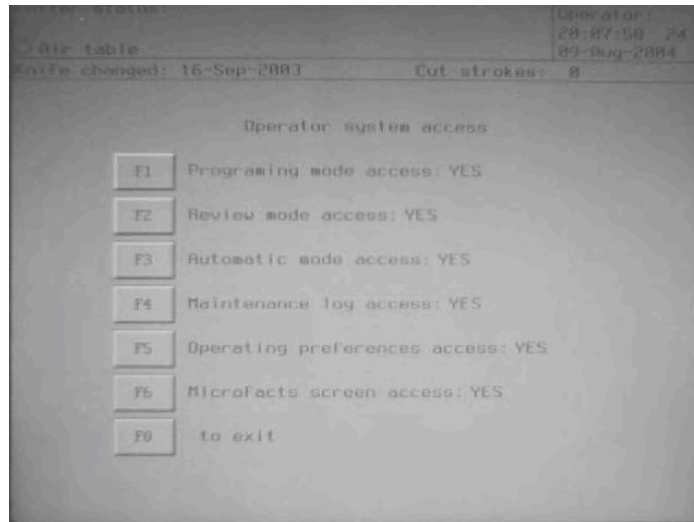 Operator:
20:07:50 24
Air table
09-Aug-2004
Knife changed: 16-Sep-2003 Cut strokes: 0
Operator system access
F1 Programing mode access: YES
F2 Review mode access: YES
F3 Automatic mode access: YES
F4 Maintenance log access: YES
F5 Operating preferences access: YES
F6 MicroFacts screen access: YES
F0 to exit